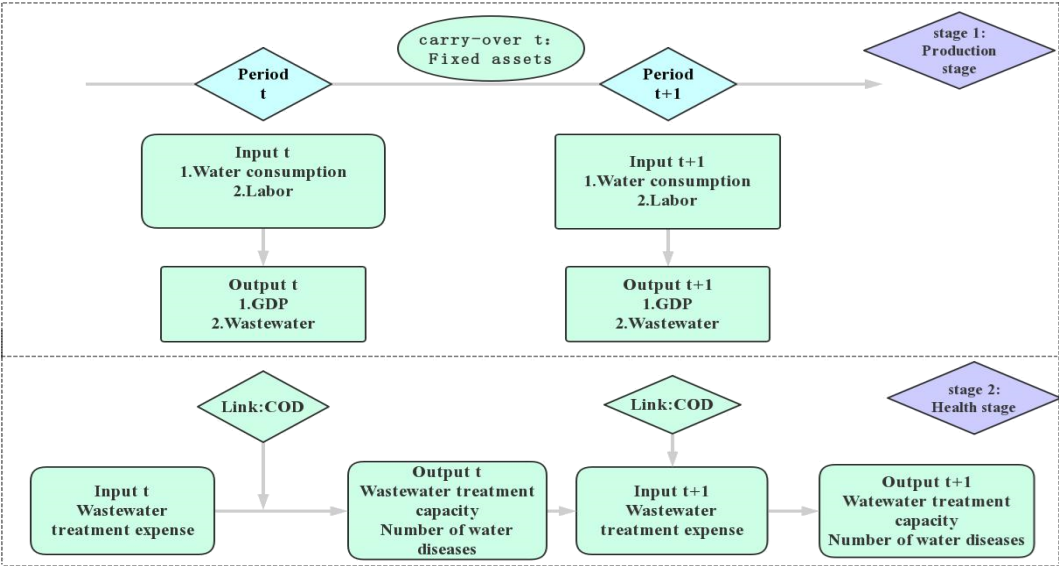 carry-over t:
Fixed assets
stage 1:
Production
stage
Period
t
Period
t+1
Input t
1.Water consumption
2.Labor
Input t+1
1.Water consumption
2.Labor
Output t
1.GDP
2.Wastewater
Output t+1
1.GDP
2.Wastewater
Link:COD
Link:COD
stage 2:
Health stage
Input t
Wastewater
treatment expense
Output t
Wastewater treatment
capacity
Number of water
diseases
Input t+1
Wastewater
treatment expense
Output t+1
Watewater treatment
capacity
Number of water diseases